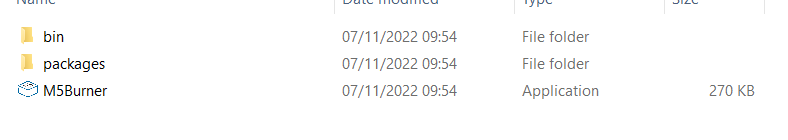 Name Date modified Type Size
bin 07/11/2022 09:54 File folder
packages 07/11/2022 09:54 File folder
M5Burner 07/11/2022 09:54 Application 270 KB